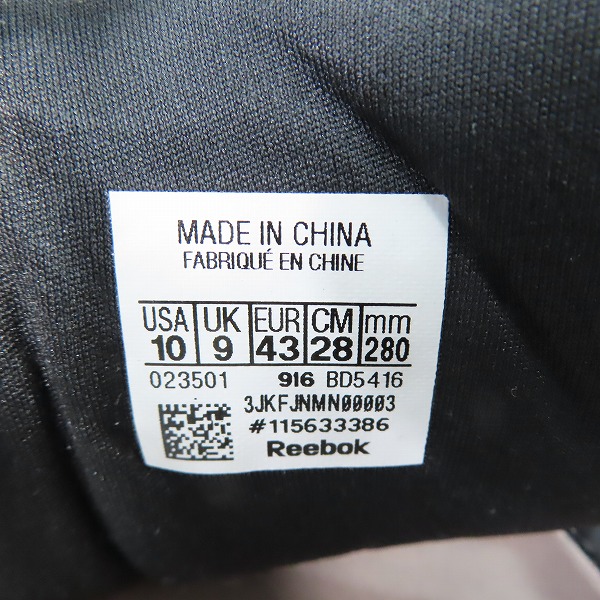 MADE IN CHINA
FABRIQUÉ EN CHINE
USA UK EUR CM mm
10 9 43 28 280
023501 916 BD5416
3JKFJNMN00003
#115633386
Reebok